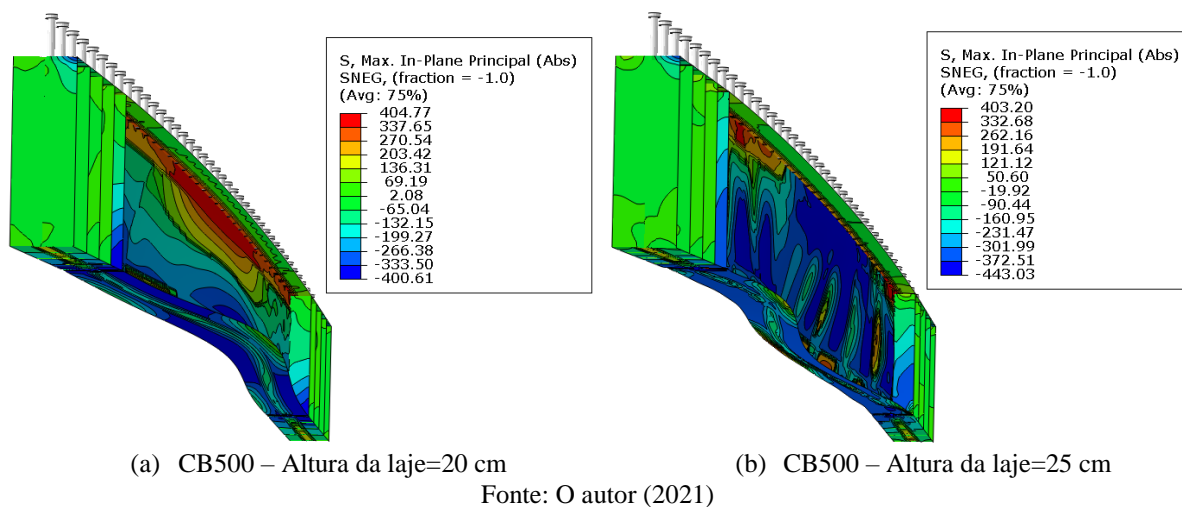 S, Max. In-Plane Principal (Abs)
SNEG, (fraction = -1.0)
(Avg: 75%)
404.77
337.65
270.54
203.42
136.31
69.19
2.08
-65.04
-132.15
-199.27
-266.38
-333.50
-400.61
S, Max. In-Plane Principal (Abs)
SNEG, (fraction = -1.0)
(Avg: 75%)
403.20
332.68
262.16
191.64
121.12
50.60
-19.92
-90.44
-160.95
-231.47
-301.99
-372.51
-443.03
(a) CB500 – Altura da laje=20 cm
(b) CB500 – Altura da laje=25 cm
Fonte: O autor (2021)